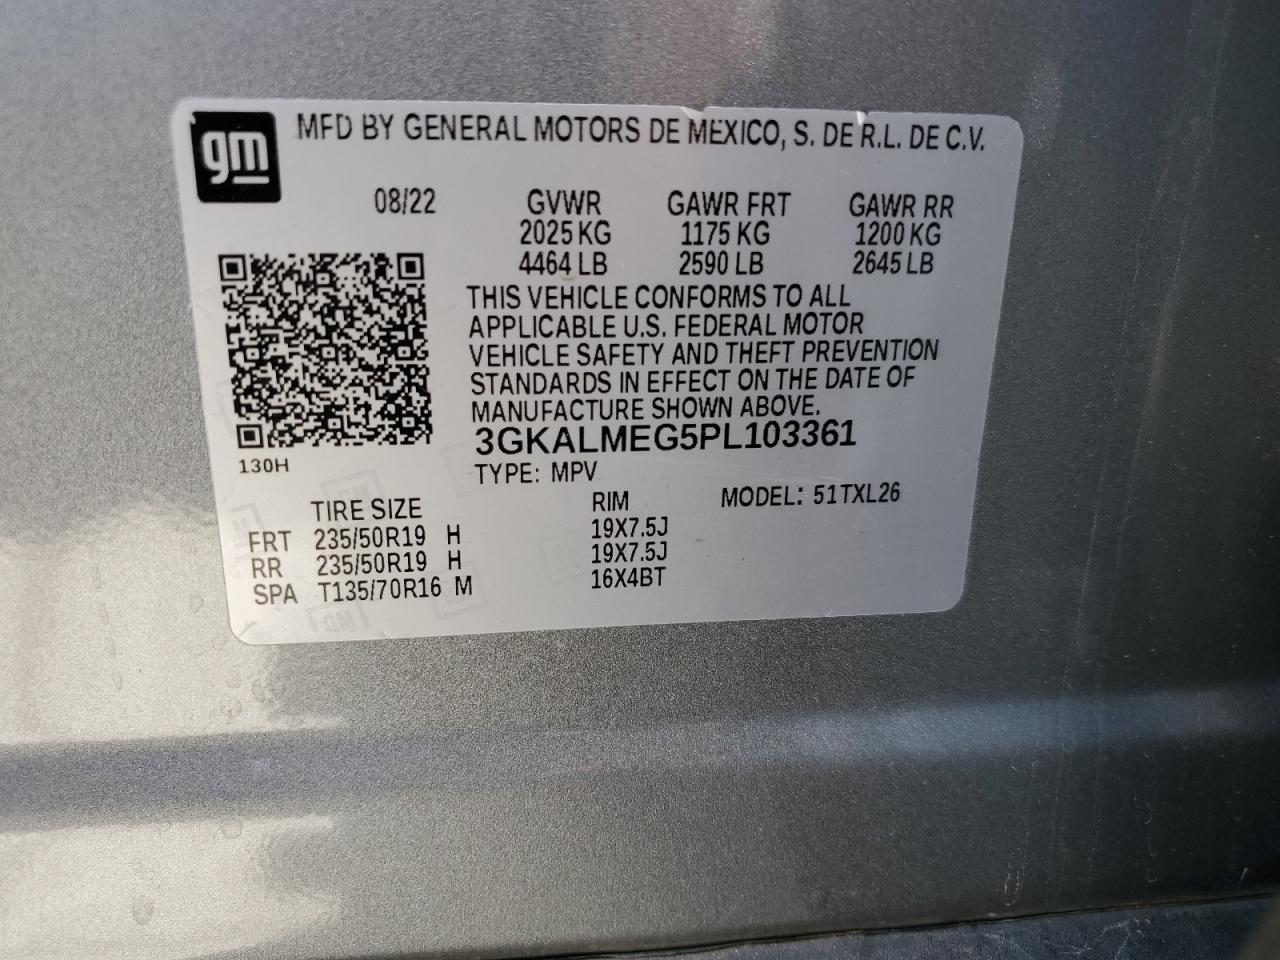 gm
MFD BY GENERAL MOTORS DE MEXICO, S. DE R.L. DE C.V.
08/22 GVWR GAWR FRT GAWR RR
2025 KG 1175 KG 1200 KG
4464 LB 2590 LB 2645 LB
THIS VEHICLE CONFORMS TO ALL
APPLICABLE U.S. FEDERAL MOTOR
VEHICLE SAFETY AND THEFT PREVENTION
STANDARDS IN EFFECT ON THE DATE OF
MANUFACTURE SHOWN ABOVE.
3GKALMEG5PL103361
130H
TYPE: MPV
TIRE SIZE RIM MODEL: 51TXL26
FRT 235/50R19 H 19X7.5J
RR 235/50R19 H 19X7.5J
SPA T135/70R16 M 16X4BT
GM